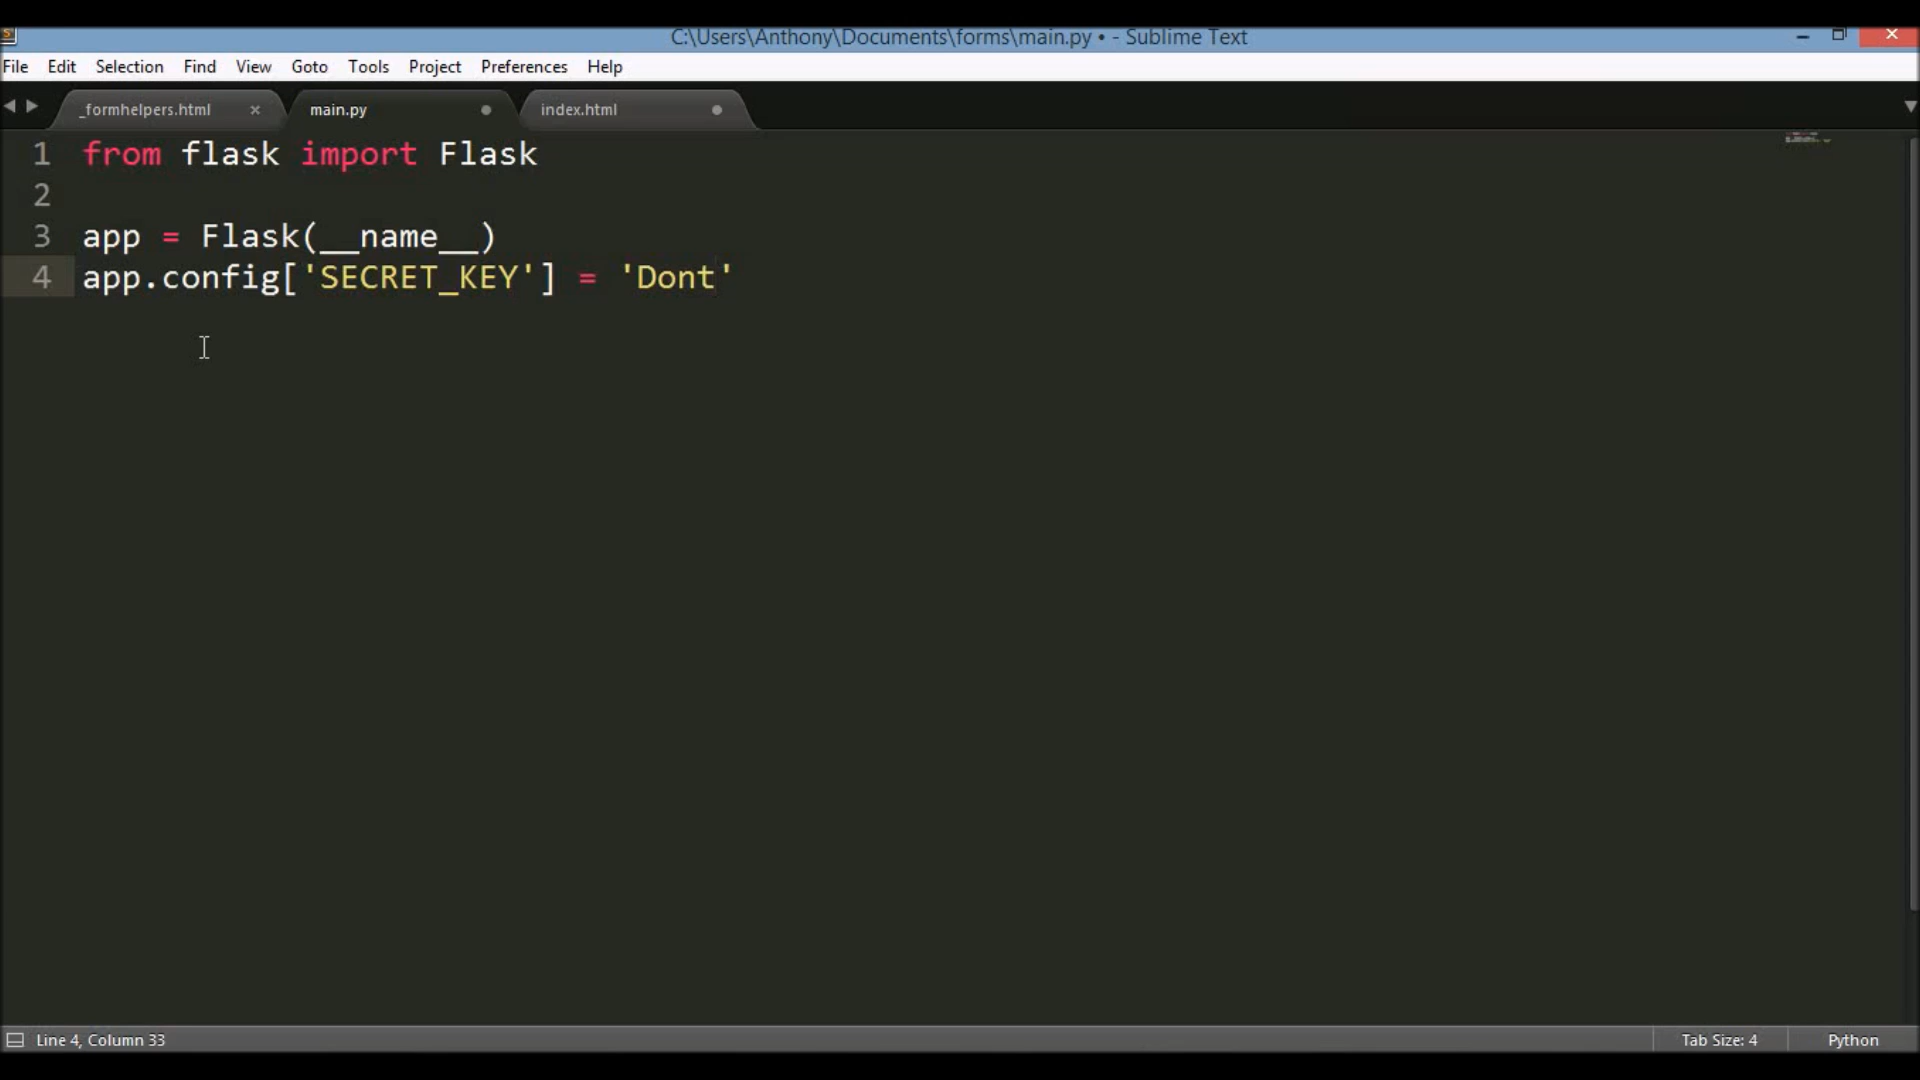 C:\Users\Anthony\Documents\forms\main.py • - Sublime Text
File Edit Selection Find View Goto Tools Project Preferences Help
_formhelpers.html main.py index.html
1 from flask import Flask
2
3 app = Flask(__name__)
4 app.config['SECRET_KEY'] = 'Dont'
Line 4, Column 33 Tab Size: 4 Python